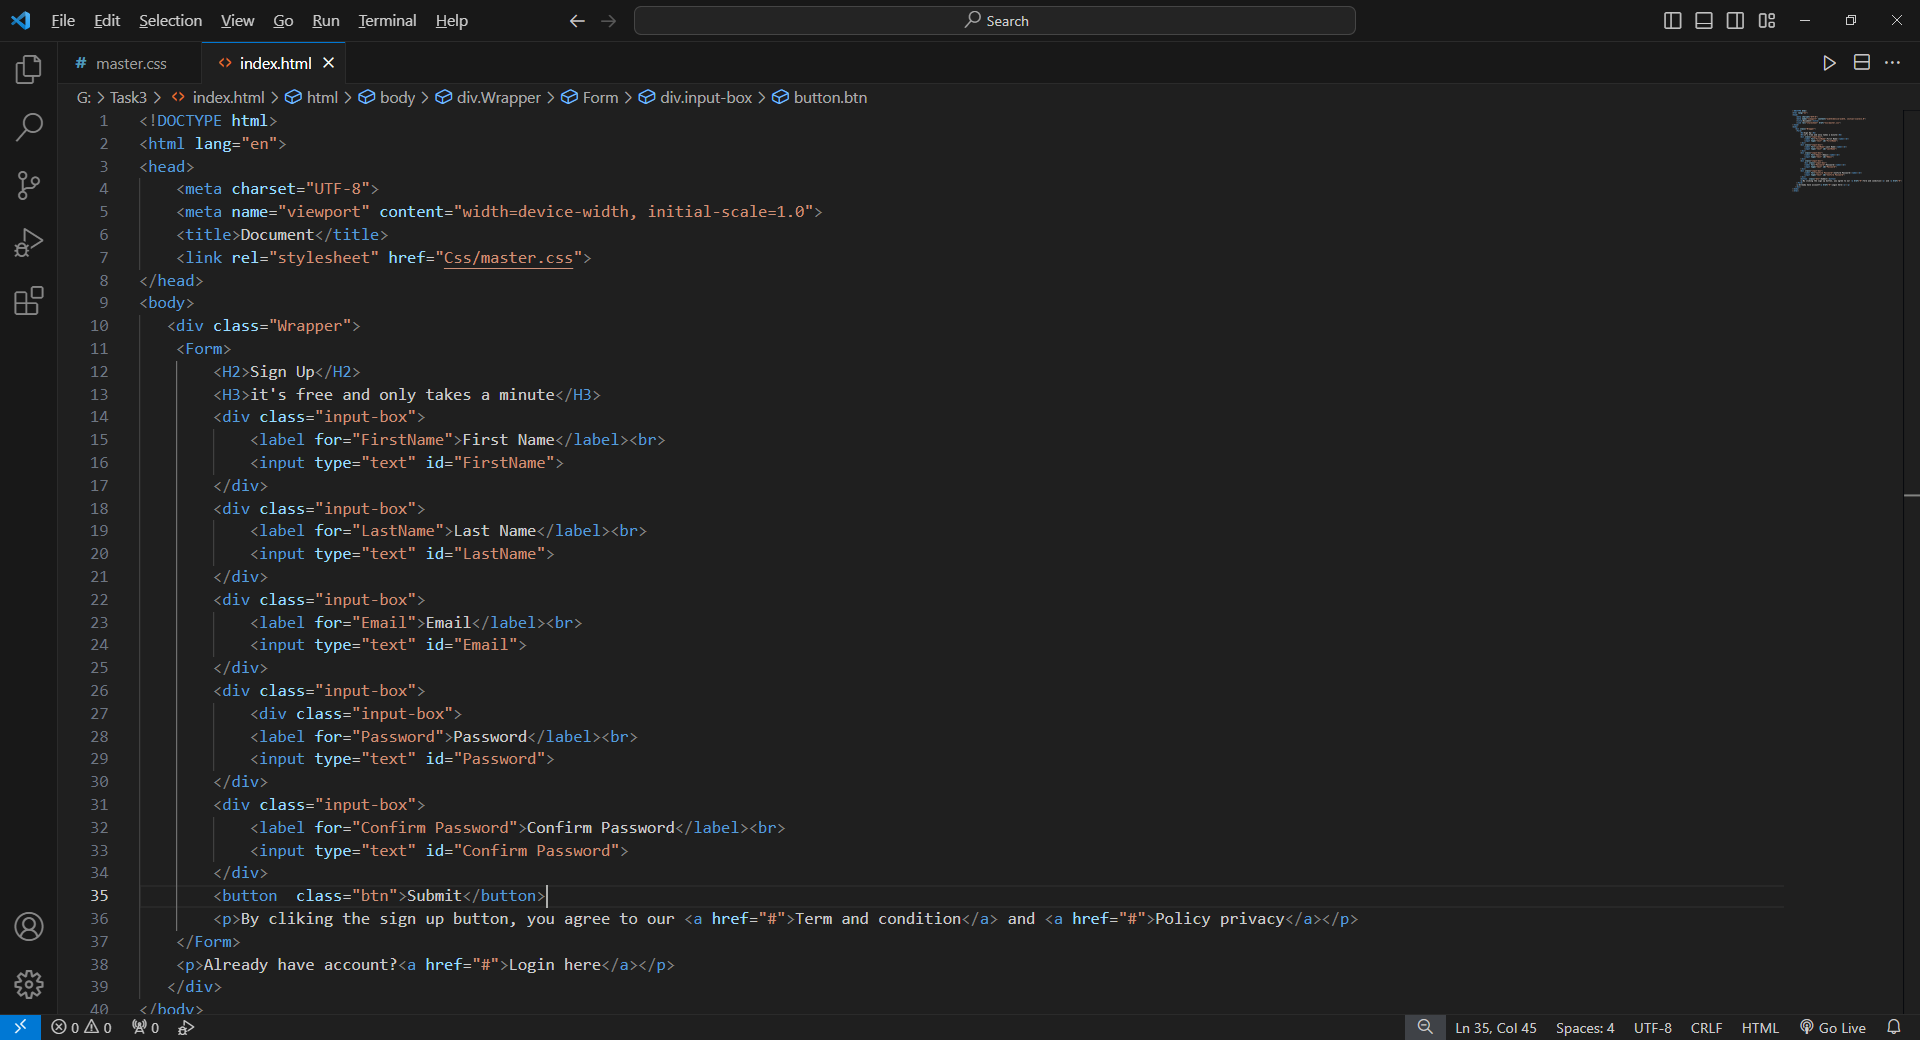 File Edit Selection View Go Run Terminal Help Search
# master.css <> index.html
G: > Task3 > <> index.html > html > body > div.Wrapper > Form > div.input-box > button.btn
1 <!DOCTYPE html>
2 <html lang="en">
3 <head>
4 <meta charset="UTF-8">
5 <meta name="viewport" content="width=device-width, initial-scale=1.0">
6 <title>Document</title>
7 <link rel="stylesheet" href="Css/master.css">
8 </head>
9 <body>
10 <div class="Wrapper">
11 <Form>
12 <H2>Sign Up</H2>
13 <H3>it's free and only takes a minute</H3>
14 <div class="input-box">
15 <label for="FirstName">First Name</label><br>
16 <input type="text" id="FirstName">
17 </div>
18 <div class="input-box">
19 <label for="LastName">Last Name</label><br>
20 <input type="text" id="LastName">
21 </div>
22 <div class="input-box">
23 <label for="Email">Email</label><br>
24 <input type="text" id="Email">
25 </div>
26 <div class="input-box">
27 <div class="input-box">
28 <label for="Password">Password</label><br>
29 <input type="text" id="Password">
30 </div>
31 <div class="input-box">
32 <label for="Confirm Password">Confirm Password</label><br>
33 <input type="text" id="Confirm Password">
34 </div>
35 <button  class="btn">Submit</button>
36 <p>By cliking the sign up button, you agree to our <a href="#">Term and condition</a> and <a href="#">Policy privacy</a></p>
37 </Form>
38 <p>Already have account?<a href="#">Login here</a></p>
39 </div>
40 </body>
0 0 0 Ln 35, Col 45 Spaces: 4 UTF-8 CRLF HTML Go Live